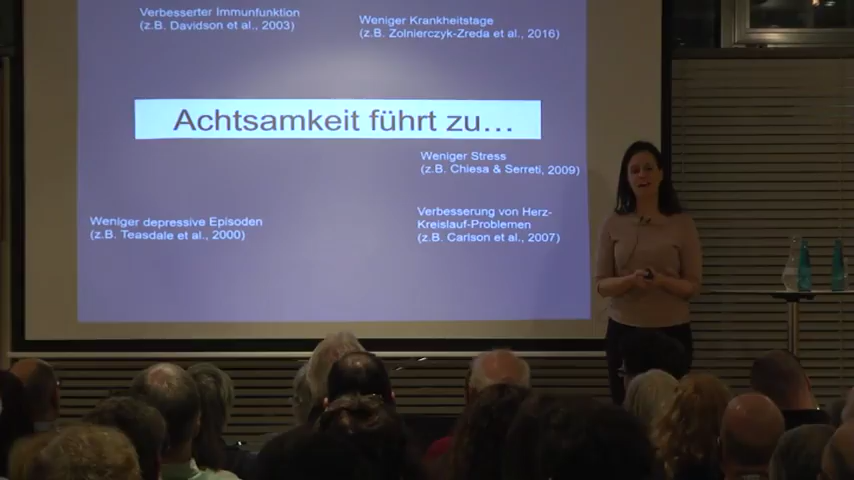 Verbesserter Immunfunktion
(z.B. Davidson et al., 2003)
Weniger Krankheitstage
(z.B. Zolnierczyk-Zreda et al., 2016)
Achtsamkeit führt zu…
Weniger Stress
(z.B. Chiesa & Serreti, 2009)
Weniger depressive Episoden
(z.B. Teasdale et al., 2000)
Verbesserung von Herz-
Kreislauf-Problemen
(z.B. Carlson et al., 2007)